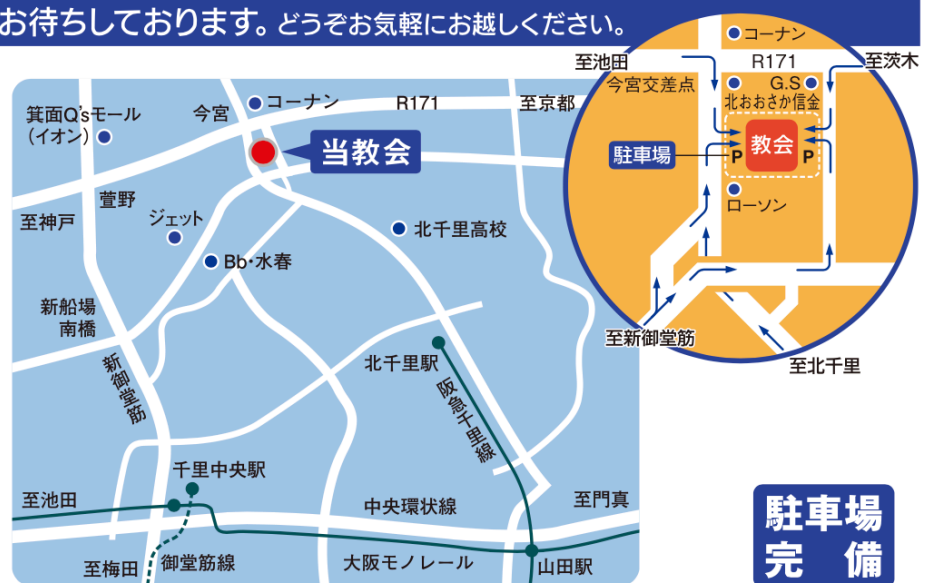 お待ちしております。どうぞお気軽にお越しください。
コーナン
至池田
R171
至茨木
今宮交差点
G.S
北おおさか信金
駐車場
P
教会
P
ローソン
至新御堂筋
至北千里
箕面Q'sモール
(イオン)
今宮
コーナン
R171
至京都
当教会
萱野
至神戸
ジェット
北千里高校
Bb・水春
新船場
南橋
新御堂筋
北千里駅
阪急千里線
千里中央駅
至池田
中央環状線
至門真
至梅田
御堂筋線
大阪モノレール
山田駅
駐車場
完備